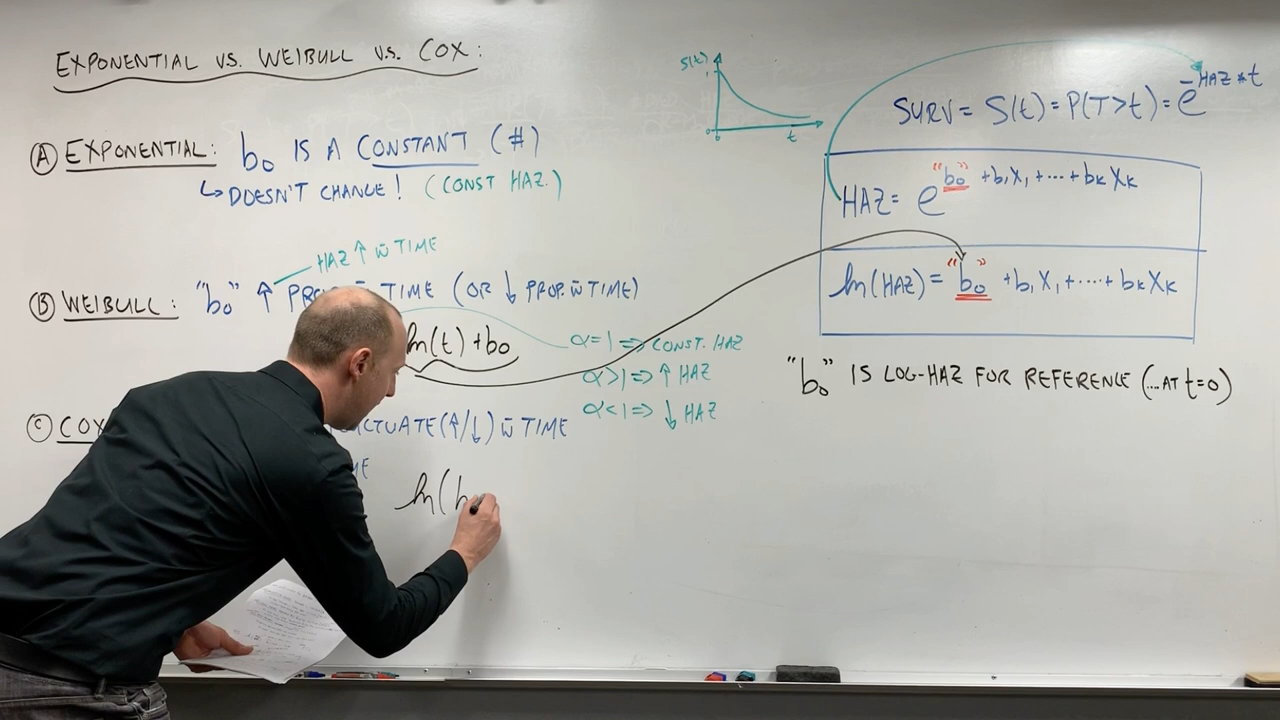 EXPONENTIAL VS. WEIBULL VS. COX:
Ⓐ EXPONENTIAL: b₀ IS A CONSTANT (#)
↳ DOESN'T CHANGE! (CONST HAZ.)
HAZ ↑ w̄ TIME
Ⓑ WEIBULL: "b₀" ↑ TIME (OR ↓ PROP. w̄ TIME)
ln(t) + b₀
α=1 => CONST. HAZ
α>1 => ↑ HAZ
α<1 => ↓ HAZ
Ⓒ COX (↑/↓) w̄ TIME
ln(h
S(t)
1
0
t
SURV = S(t) = P(T>t) = e^-HAZ*t
HAZ = e^"b₀" + b₁X₁ + ... + bₖXₖ
ln(HAZ) = "b₀" + b₁X₁ + .... + bₖXₖ
"b₀" IS LOG-HAZ FOR REFERENCE (...AT t=0)